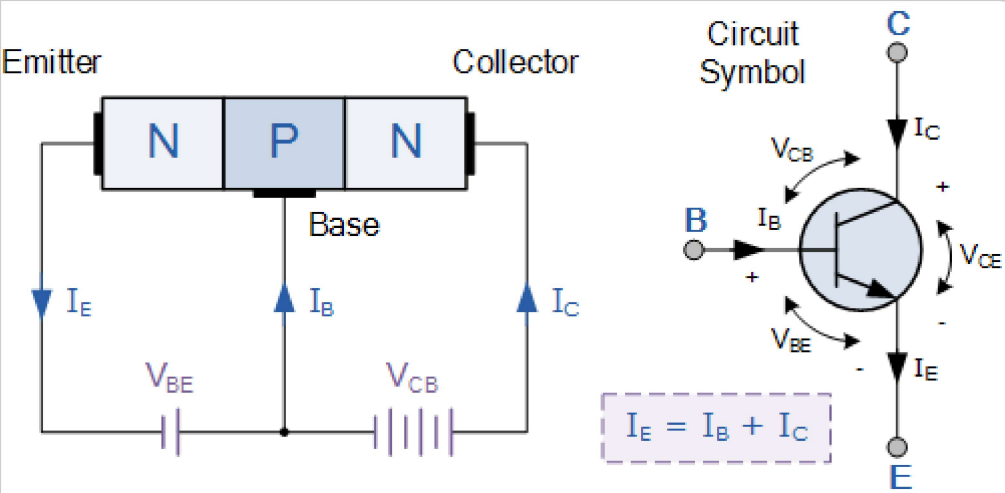 Emitter
Collector
N P N
Base
I_E
I_B
I_C
V_BE
V_CB
Circuit
Symbol
C
I_C
V_CB
+
B
I_B
+
V_CE
V_BE
-
-
I_E
I_E = I_B + I_C
E